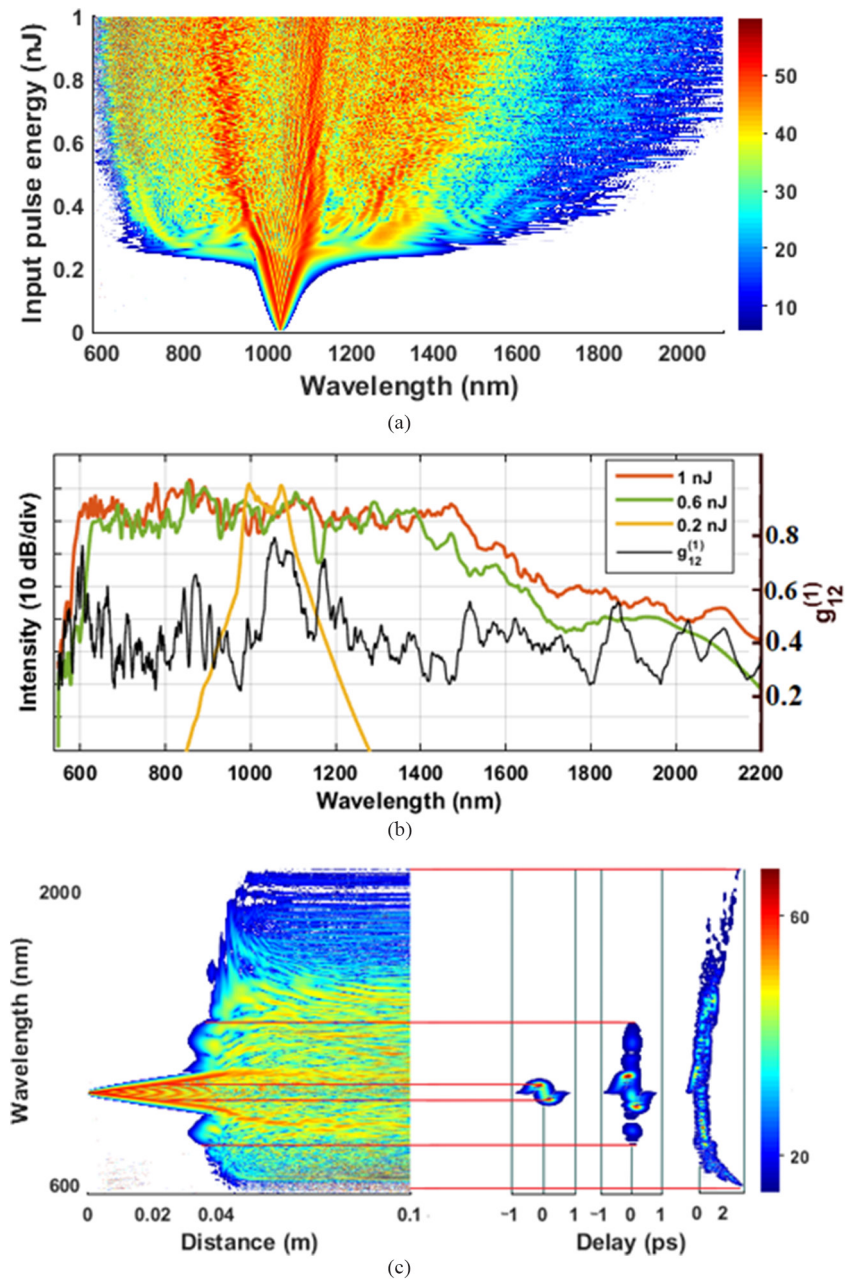 1
0.8
0.6
0.4
0.2
0
Input pulse energy (nJ)
600 800 1000 1200 1400 1600 1800 2000
Wavelength (nm)
50
40
30
20
10
(a)
Intensity (10 dB/div)
1 nJ
0.6 nJ
0.2 nJ
g12(1)
0.8
0.6
0.4
0.2
g12(1)
600 800 1000 1200 1400 1600 1800 2000 2200
Wavelength (nm)
(b)
2000
600
Wavelength (nm)
0 0.02 0.04 0.1
Distance (m)
−1 0 1 −1 0 1 0 2
Delay (ps)
60
20
(c)